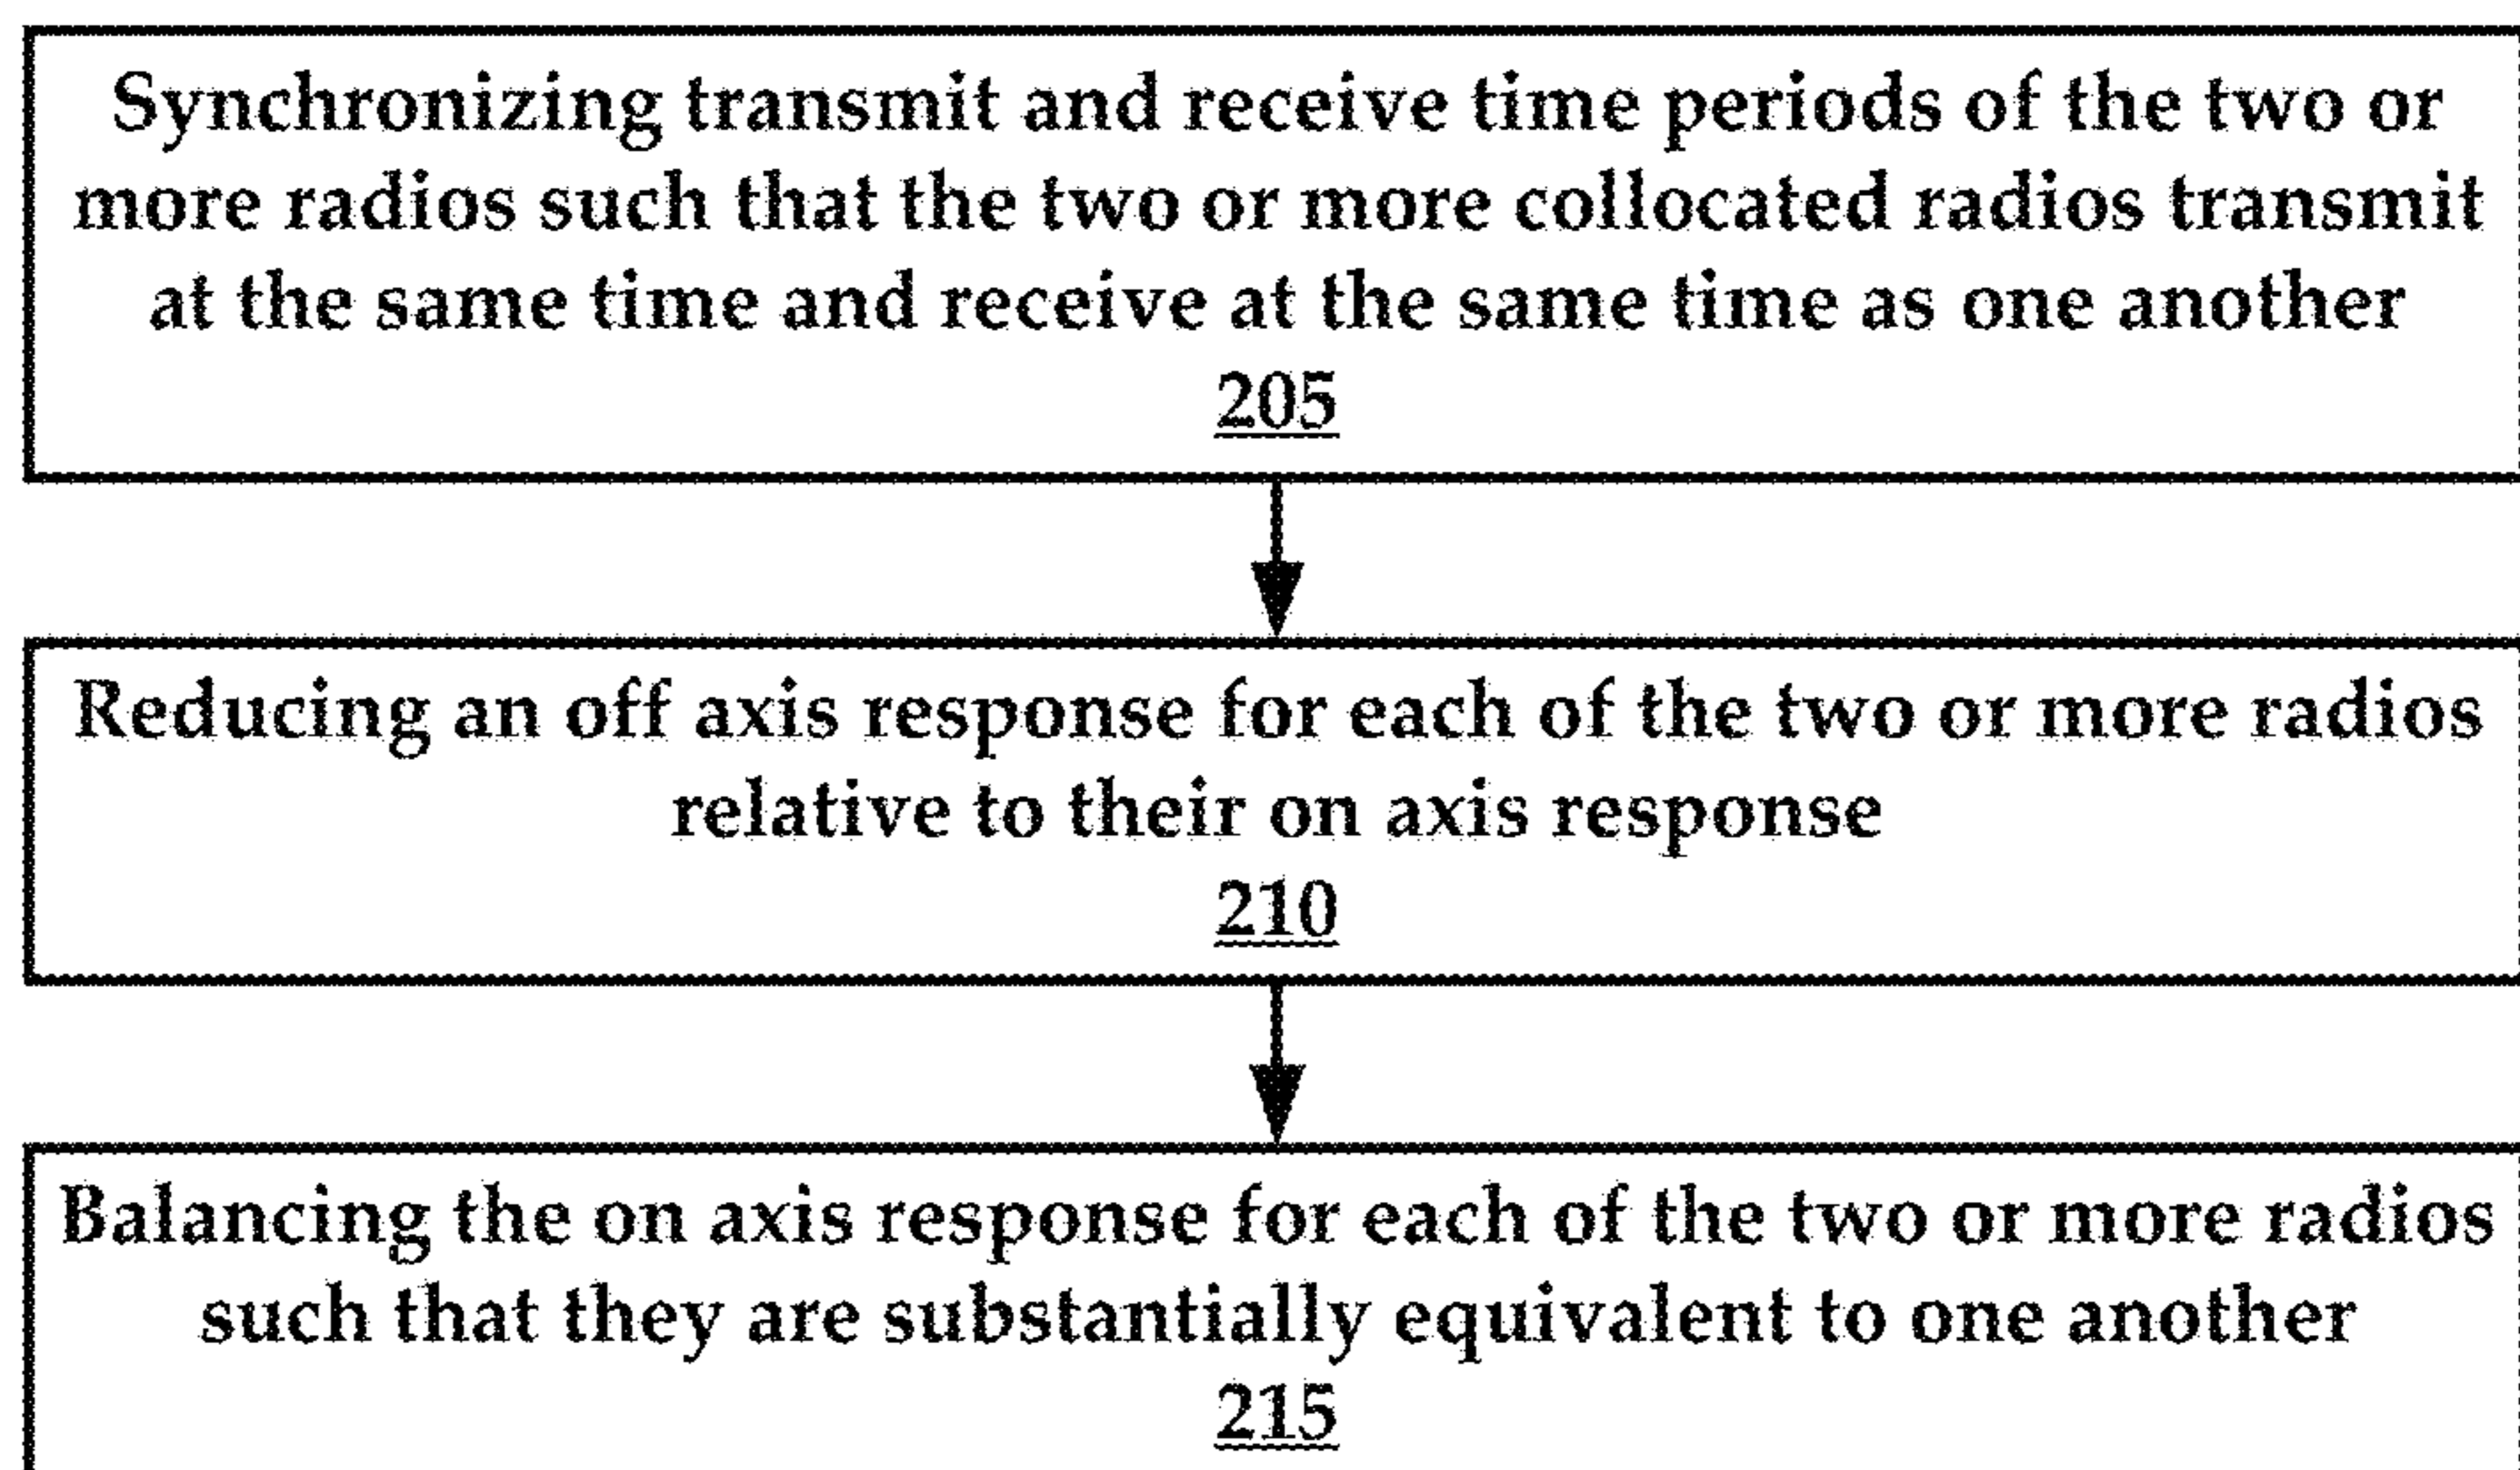 Synchronizing transmit and receive time periods of the two or
more radios such that the two or more collocated radios transmit
at the same time and receive at the same time as one another
205
Reducing an off axis response for each of the two or more radios
relative to their on axis response
210
Balancing the on axis response for each of the two or more radios
such that they are substantially equivalent to one another
215